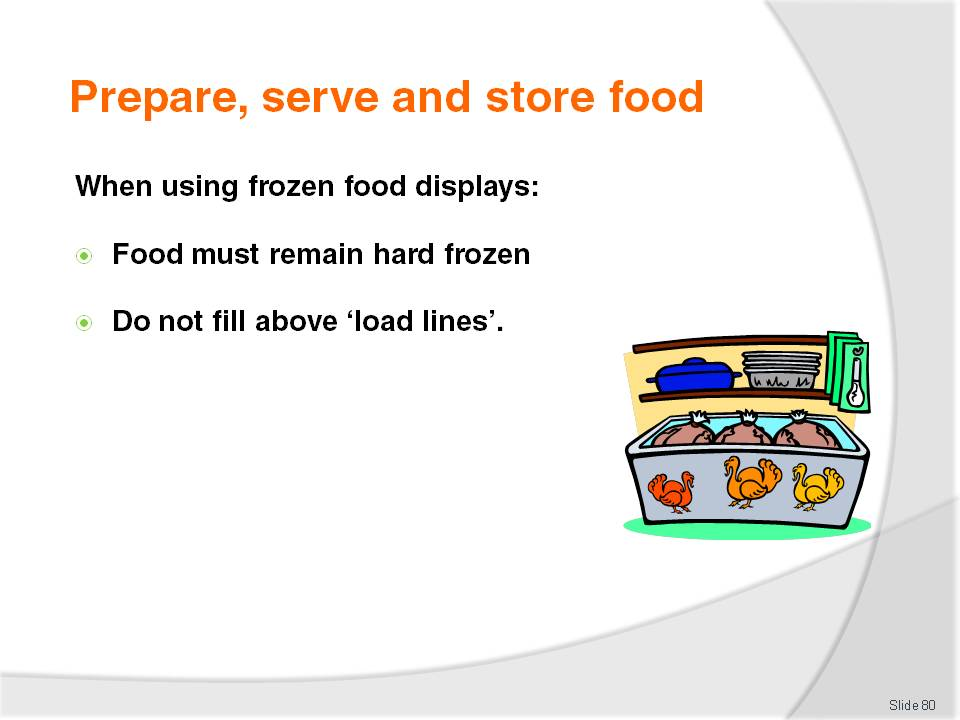 Prepare, serve and store food
When using frozen food displays:
Food must remain hard frozen
Do not fill above ‘load lines’.
Slide 80